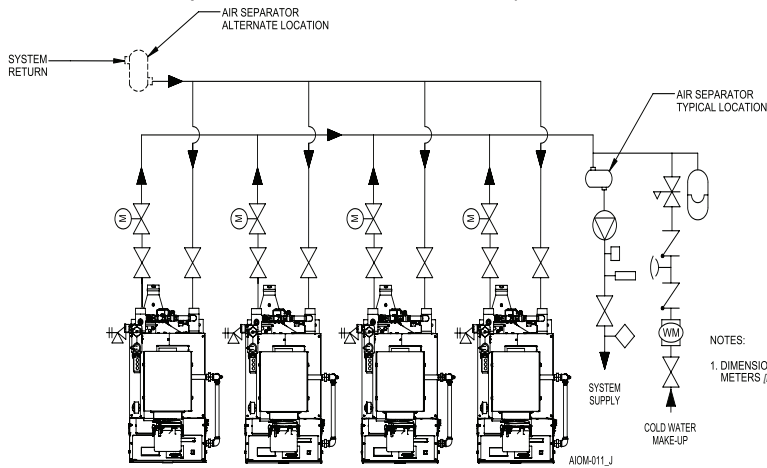 AIR SEPARATOR
ALTERNATE LOCATION
SYSTEM
RETURN
AIR SEPARATOR
TYPICAL LOCATION
M
M
M
M
WM
NOTES:
1. DIMENSIO
METERS
SYSTEM
SUPPLY
COLD WATER
MAKE-UP
AIOM-011_J